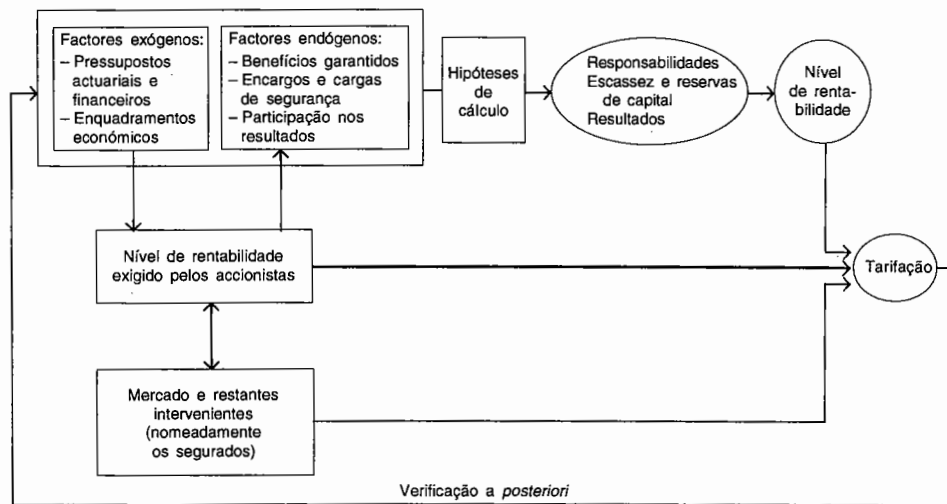 Factores exógenos:
– Pressupostos
actuariais e
financeiros
– Enquadramentos
económicos
Factores endógenos:
– Benefícios garantidos
– Encargos e cargas
de segurança
– Participação nos
resultados
Hipóteses
de
cálculo
Responsabilidades
Escassez e reservas
de capital
Resultados
Nível
de renta-
bilidade
Nível de rentabilidade
exigido pelos accionistas
Tarifação
Mercado e restantes
intervenientes
(nomeadamente
os segurados)
Verificação a posteriori